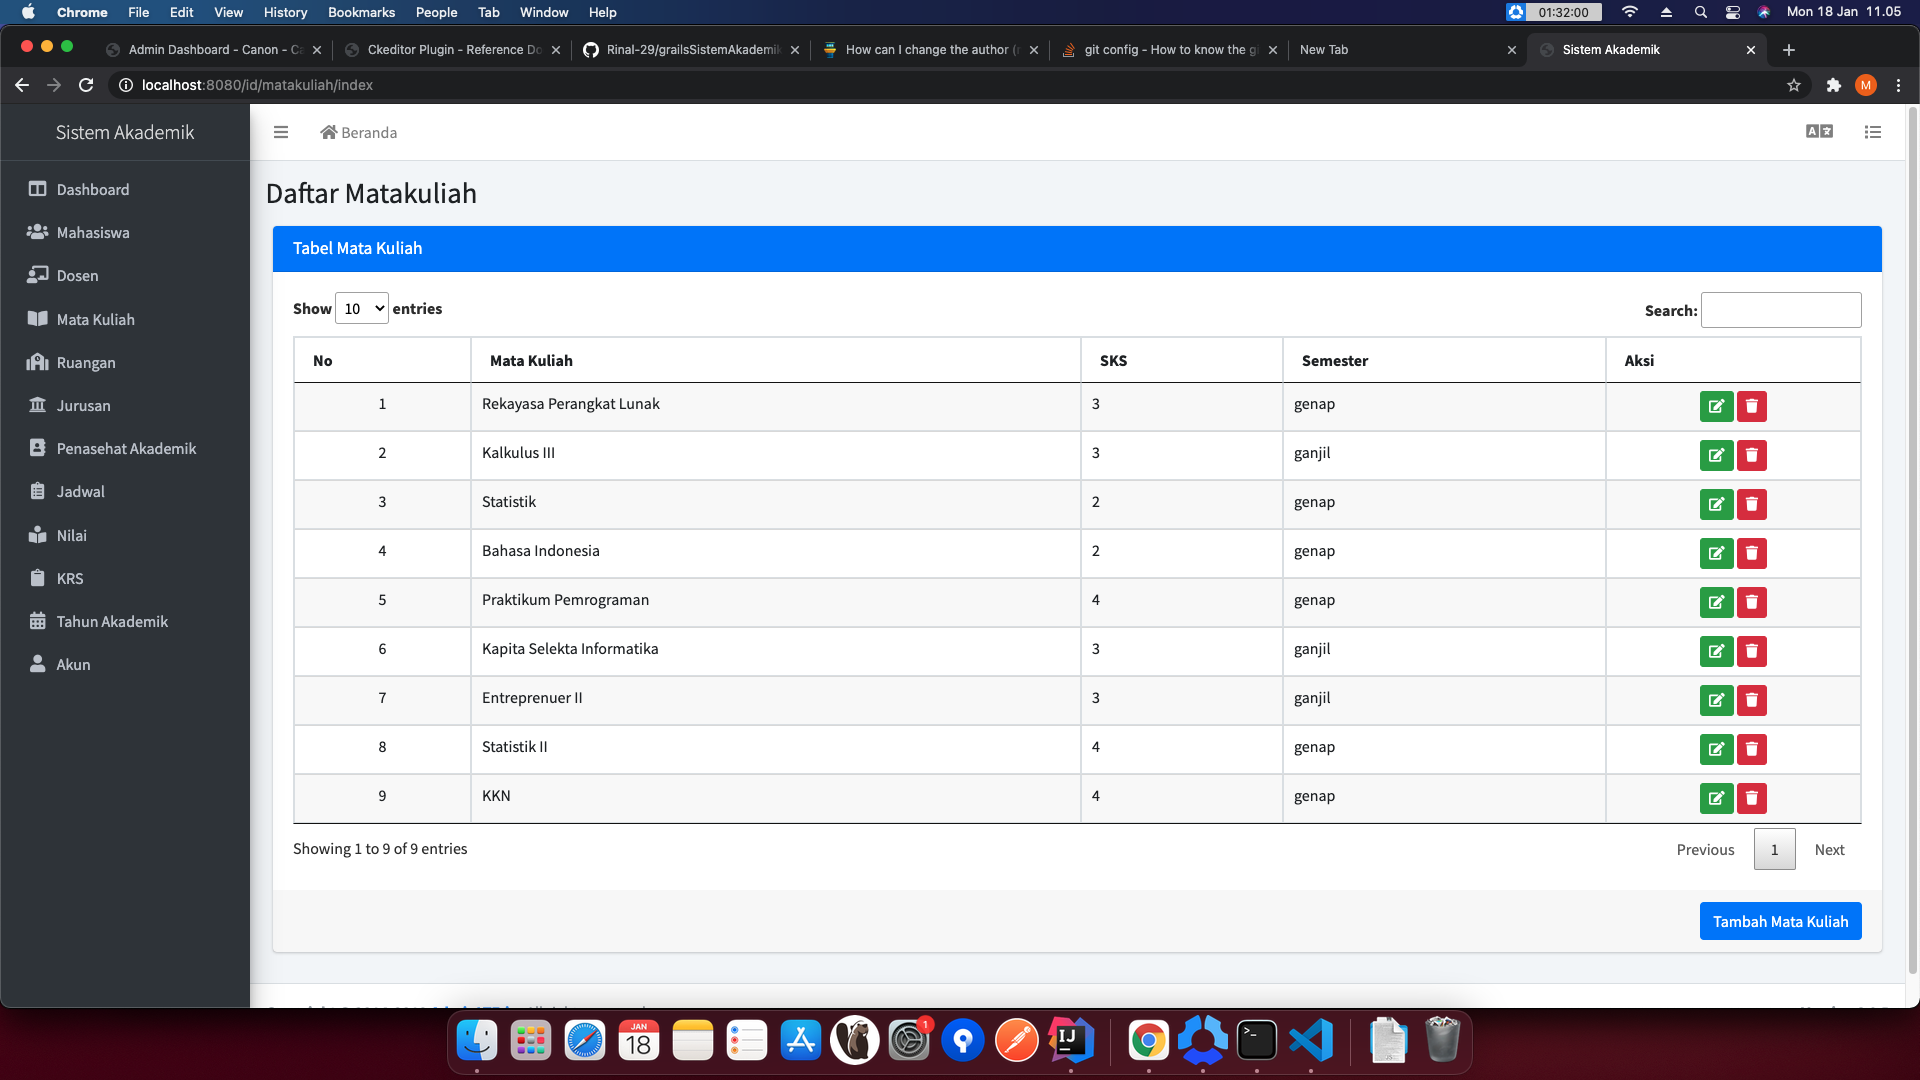 Chrome File Edit View History Bookmarks People Tab Window Help 01:32:00 Mon 18 Jan 11.05
Admin Dashboard - Canon - Ca Ckeditor Plugin - Reference Do Rinal-29/grailsSistemAkademik How can I change the author ( git config - How to know the gi New Tab Sistem Akademik
localhost:8080/id/matakuliah/index M
Sistem Akademik
Beranda
Dashboard
Mahasiswa
Dosen
Mata Kuliah
Ruangan
Jurusan
Penasehat Akademik
Jadwal
Nilai
KRS
Tahun Akademik
Akun
Daftar Matakuliah
Tabel Mata Kuliah
Show 10 entries Search:
No Mata Kuliah SKS Semester Aksi
1 Rekayasa Perangkat Lunak 3 genap
2 Kalkulus III 3 ganjil
3 Statistik 2 genap
4 Bahasa Indonesia 2 genap
5 Praktikum Pemrograman 4 genap
6 Kapita Selekta Informatika 3 ganjil
7 Entreprenuer II 3 ganjil
8 Statistik II 4 genap
9 KKN 4 genap
Showing 1 to 9 of 9 entries Previous 1 Next
Tambah Mata Kuliah
JAN
18
1
IJ